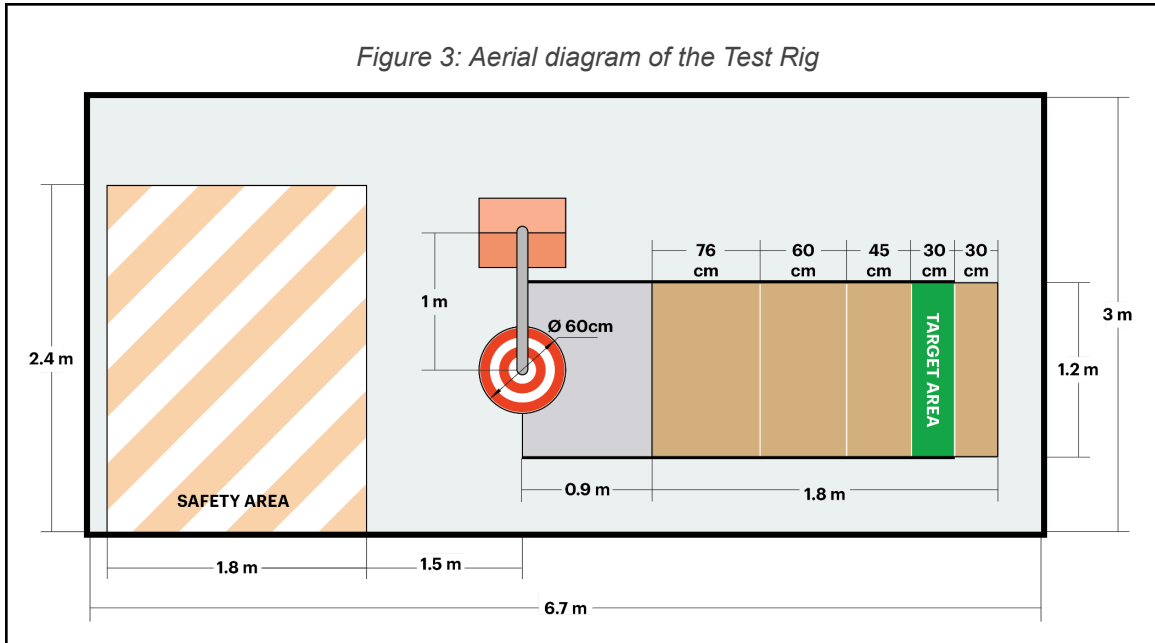 Figure 3: Aerial diagram of the Test Rig
76
cm
60
cm
45
cm
30
cm
30
cm
1 m
Ø 60cm
TARGET AREA
3 m
2.4 m
1.2 m
SAFETY AREA
0.9 m
1.8 m
1.8 m
1.5 m
6.7 m